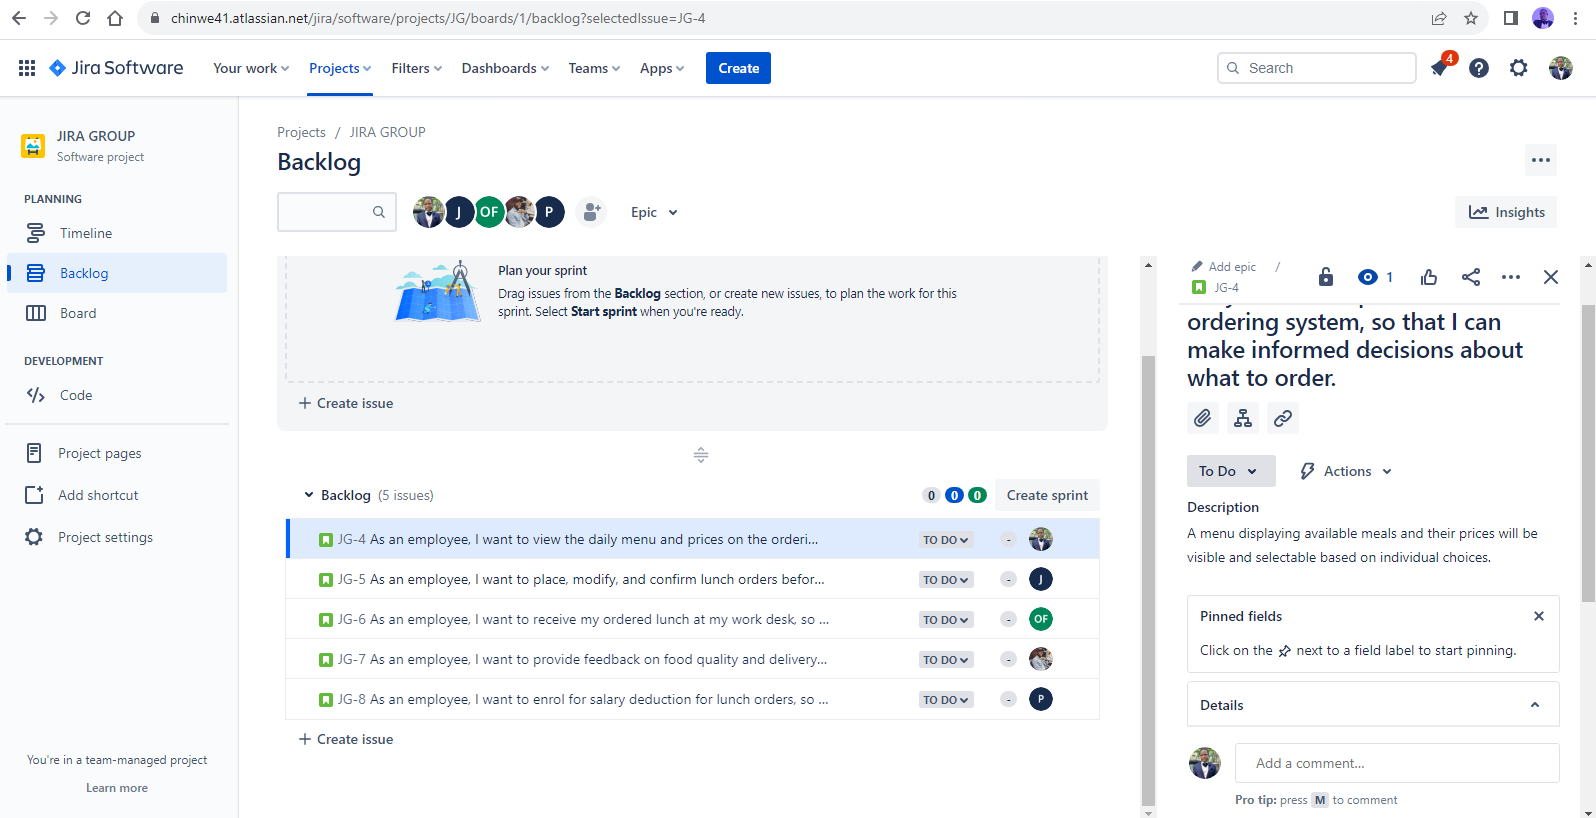 chinwe41.atlassian.net/jira/software/projects/JG/boards/1/backlog?selectedIssue=JG-4
Jira Software
Your work
Projects
Filters
Dashboards
Teams
Apps
Create
Search
4
JIRA GROUP
Software project
PLANNING
Timeline
Backlog
Board
DEVELOPMENT
Code
Project pages
Add shortcut
Project settings
You're in a team-managed project
Learn more
Projects / JIRA GROUP
Backlog
J
OF
P
Epic
Insights
Plan your sprint
Drag issues from the Backlog section, or create new issues, to plan the work for this
sprint. Select Start sprint when you're ready.
+ Create issue
Backlog (5 issues)
0 0 0
Create sprint
JG-4 As an employee, I want to view the daily menu and prices on the orderi... TO DO -
JG-5 As an employee, I want to place, modify, and confirm lunch orders befor... TO DO - J
JG-6 As an employee, I want to receive my ordered lunch at my work desk, so ... TO DO - OF
JG-7 As an employee, I want to provide feedback on food quality and delivery... TO DO -
JG-8 As an employee, I want to enrol for salary deduction for lunch orders, so ... TO DO - P
+ Create issue
Add epic /
JG-4
1
ordering system, so that I can
make informed decisions about
what to order.
To Do
Actions
Description
A menu displaying available meals and their prices will be
visible and selectable based on individual choices.
Pinned fields
Click on the next to a field label to start pinning.
Details
Add a comment...
Pro tip: press M to comment